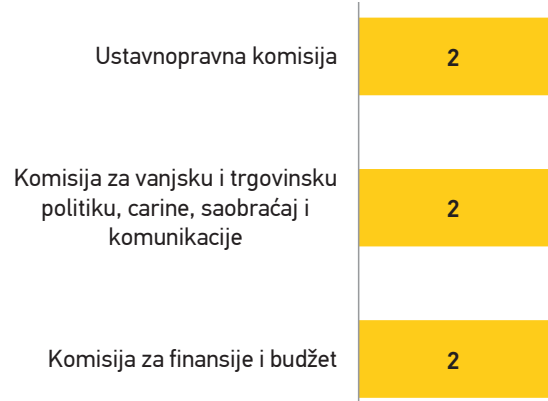 Ustavnopravna komisija
2
Komisija za vanjsku i trgovinsku
politiku, carine, saobraćaj i
komunikacije
2
Komisija za finansije i budžet
2